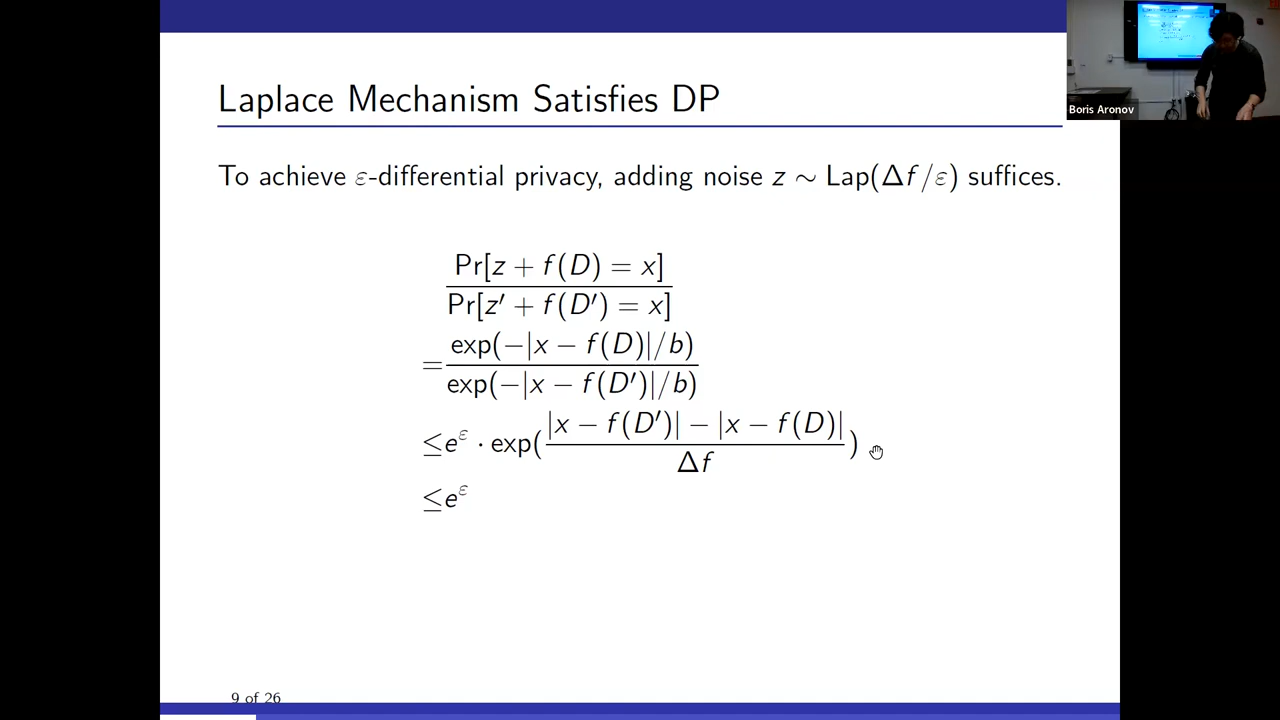 Laplace Mechanism Satisfies DP
Boris Aronov
To achieve ε-differential privacy, adding noise z ∼ Lap(Δf/ε) suffices.
Pr[z + f(D) = x]
Pr[z′ + f(D′) = x]
= exp(−|x − f(D)|/b)
exp(−|x − f(D′)|/b)
≤e^ε · exp(|x − f(D′)| − |x − f(D)|
Δf)
≤e^ε
9 of 26